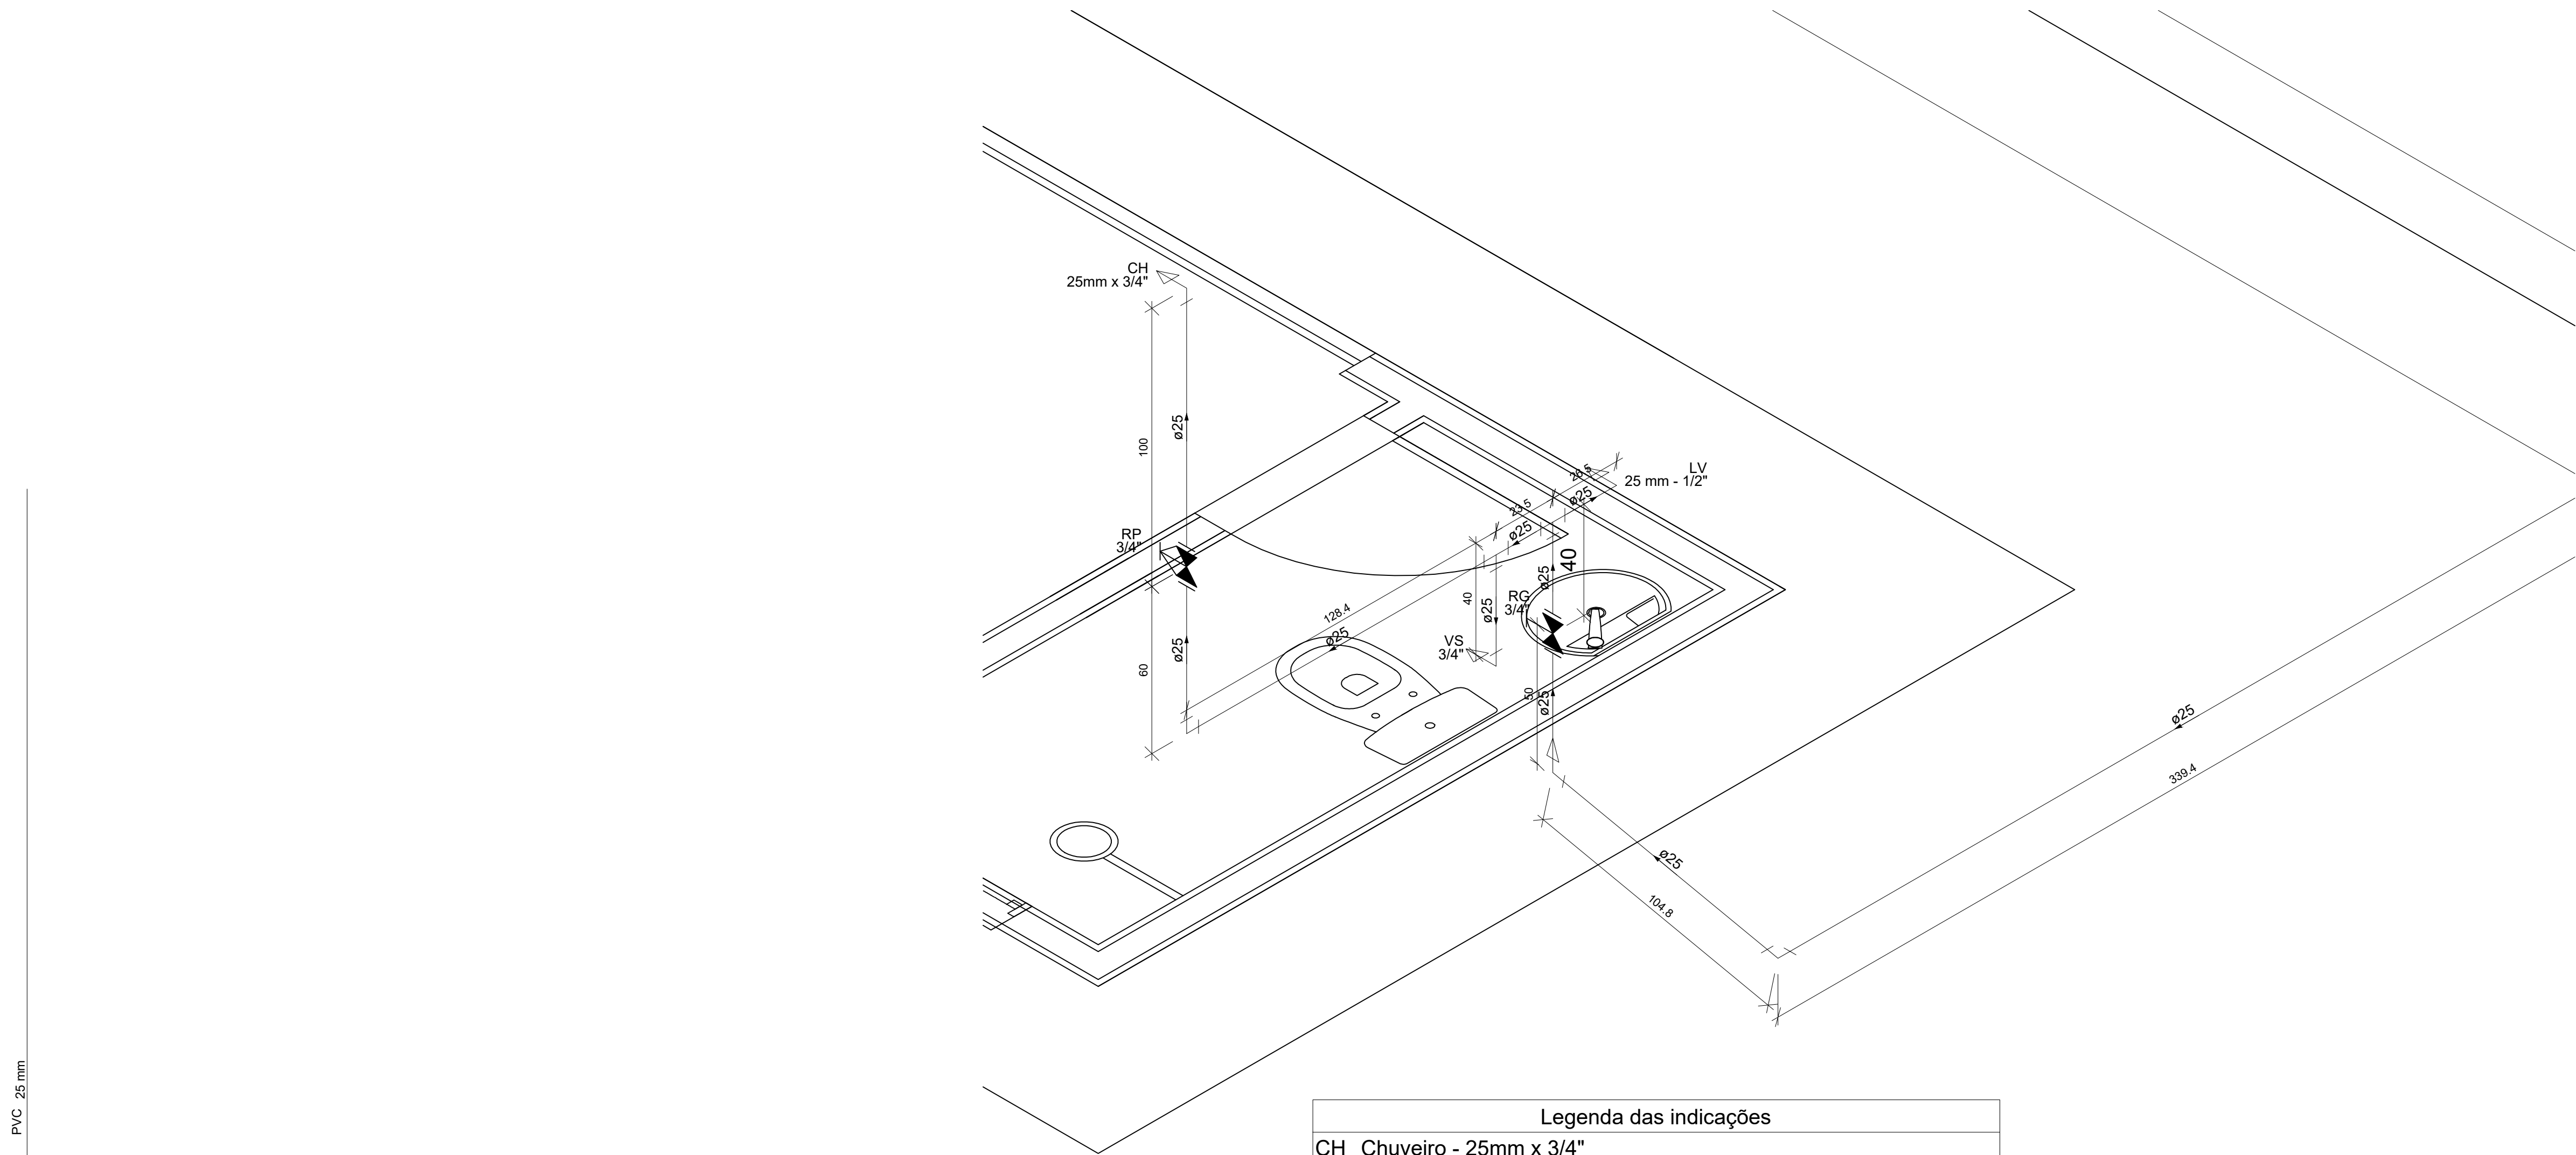 CH
25mm x 3/4"
100
ø25
LV
25 mm - 1/2"
26.5
ø25
23.5
ø25
RP
3/4"
40
ø25
40
ø25
RG
3/4"
128.4
ø25
VS
3/4"
60
ø25
50
ø25
ø25
339.4
ø25
104.8
PVC 25 mm
Legenda das indicações
CH Chuveiro - 25mm x 3/4"